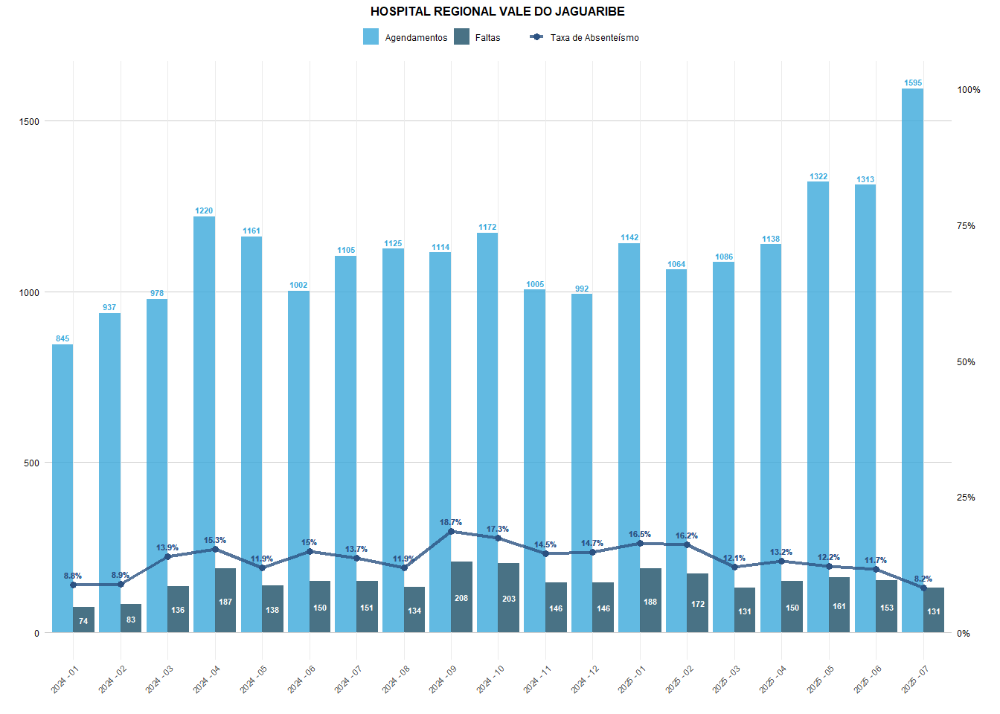 HOSPITAL REGIONAL VALE DO JAGUARIBE
Agendamentos Faltas Taxa de Absenteísmo
1595
100%
1500
1322 1313
1220
1172
1161
1142 1138
1125 1114
1105
1086
1064
75%
1002 1005 992
1000
978
937
845
50%
500
25%
18.7%
17.3%
16.5% 16.2%
15.3% 15% 14.5% 14.7%
13.9% 13.7% 13.2%
11.9% 11.9% 12.1% 12.2% 11.7%
8.8% 8.9% 8.2%
74 83 136 187 138 150 151 134 208 203 146 146 188 172 131 150 161 153 131
0 0%
2024 - 01 2024 - 02 2024 - 03 2024 - 04 2024 - 05 2024 - 06 2024 - 07 2024 - 08 2024 - 09 2024 - 10 2024 - 11 2024 - 12 2025 - 01 2025 - 02 2025 - 03 2025 - 04 2025 - 05 2025 - 06 2025 - 07